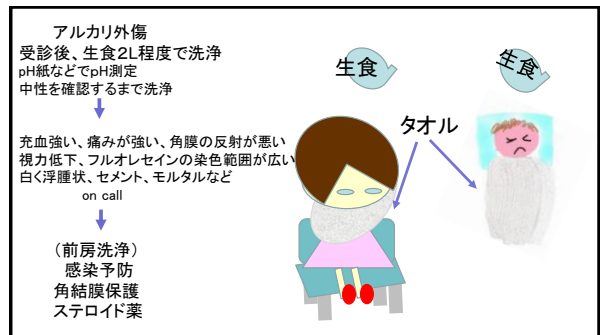 アルカリ外傷
受診後、生食2L程度で洗浄
pH紙などでpH測定
中性を確認するまで洗浄
充血強い、痛みが強い、角膜の反射が悪い
視力低下、フルオレセインの染色範囲が広い
白く浮腫状、セメント、モルタルなど
on call
(前房洗浄)
感染予防
角結膜保護
ステロイド薬
生食
生食
タオル